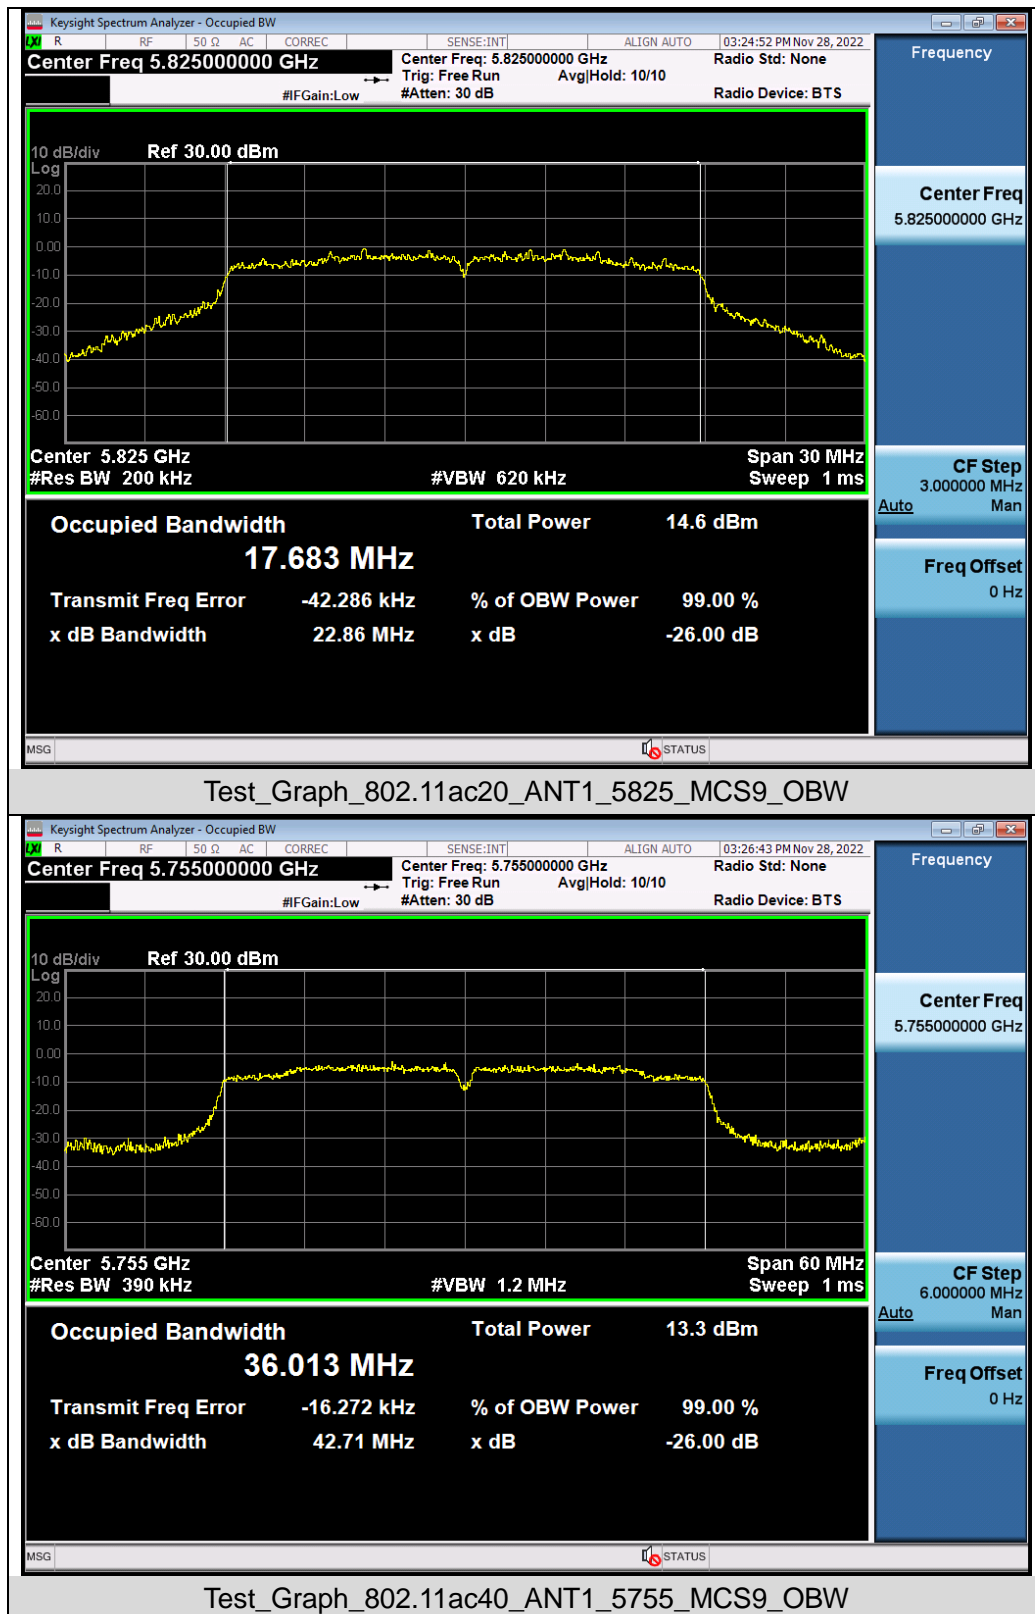 Keysight Spectrum Analyzer - Occupied BW
LXI R RF 50 Ω AC CORREC SENSE:INT ALIGN AUTO 03:24:52 PM Nov 28, 2022
Center Freq 5.825000000 GHz
Center Freq: 5.825000000 GHz
Radio Std: None
Trig: Free Run Avg|Hold: 10/10
#IFGain:Low
#Atten: 30 dB
Radio Device: BTS
Frequency
10 dB/div Ref 30.00 dBm
Log
20.0
10.0
0.00
-10.0
-20.0
-30.0
-40.0
-50.0
-60.0
Center Freq
5.825000000 GHz
Center 5.825 GHz Span 30 MHz
#Res BW 200 kHz #VBW 620 kHz Sweep 1 ms
CF Step
3.000000 MHz
Auto Man
Occupied Bandwidth Total Power 14.6 dBm
17.683 MHz
Transmit Freq Error -42.286 kHz % of OBW Power 99.00 %
x dB Bandwidth 22.86 MHz x dB -26.00 dB
Freq Offset
0 Hz
MSG STATUS
Test_Graph_802.11ac20_ANT1_5825_MCS9_OBW
Keysight Spectrum Analyzer - Occupied BW
LXI R RF 50 Ω AC CORREC SENSE:INT ALIGN AUTO 03:26:43 PM Nov 28, 2022
Center Freq 5.755000000 GHz
Center Freq: 5.755000000 GHz
Radio Std: None
Trig: Free Run Avg|Hold: 10/10
#IFGain:Low
#Atten: 30 dB
Radio Device: BTS
Frequency
10 dB/div Ref 30.00 dBm
Log
20.0
10.0
0.00
-10.0
-20.0
-30.0
-40.0
-50.0
-60.0
Center Freq
5.755000000 GHz
Center 5.755 GHz Span 60 MHz
#Res BW 390 kHz #VBW 1.2 MHz Sweep 1 ms
CF Step
6.000000 MHz
Auto Man
Occupied Bandwidth Total Power 13.3 dBm
36.013 MHz
Transmit Freq Error -16.272 kHz % of OBW Power 99.00 %
x dB Bandwidth 42.71 MHz x dB -26.00 dB
Freq Offset
0 Hz
MSG STATUS
Test_Graph_802.11ac40_ANT1_5755_MCS9_OBW